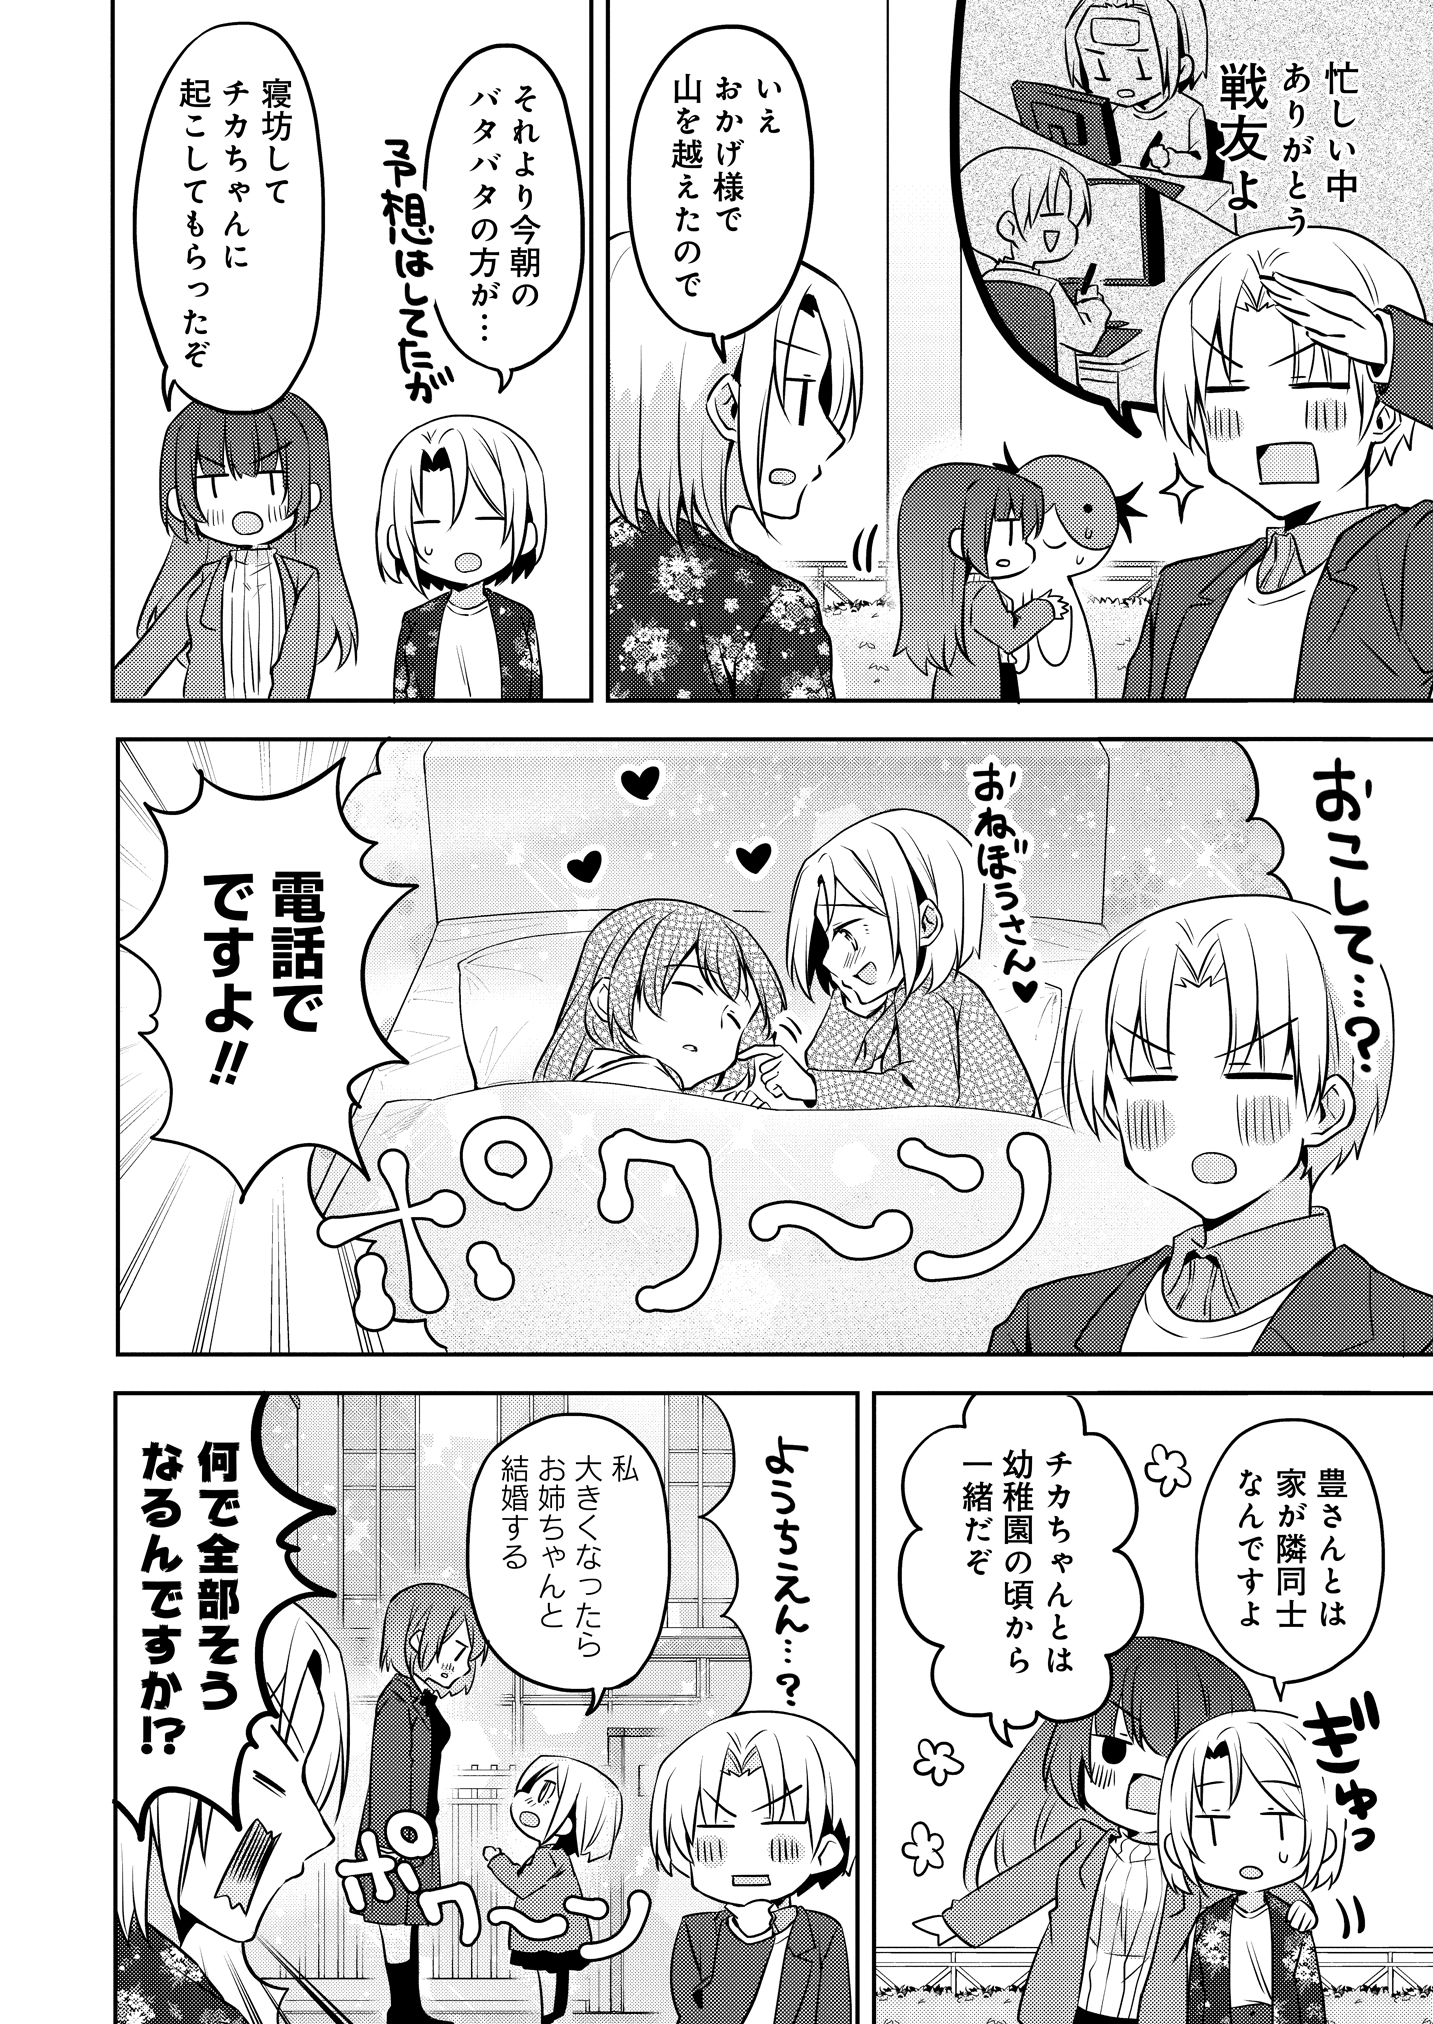 忙しい中
ありがとう
戦友よ
いえ
おかげ様で
山を越えたので
それより今朝の
バタバタの方が…
予想はしてたが
寝坊して
チカちゃんに
起こしてもらったぞ
おこして…?
おねぼうさん♥
ポワーン
電話で
ですよ!!
豊さんとは
家が隣同士
なんですよ
ぎゅっ
チカちゃんとは
幼稚園の頃から
一緒だぞ
ようちえん…?
私
大きくなったら
お姉ちゃんと
結婚する
ポワーン
何で全部そう
なるんですか!?